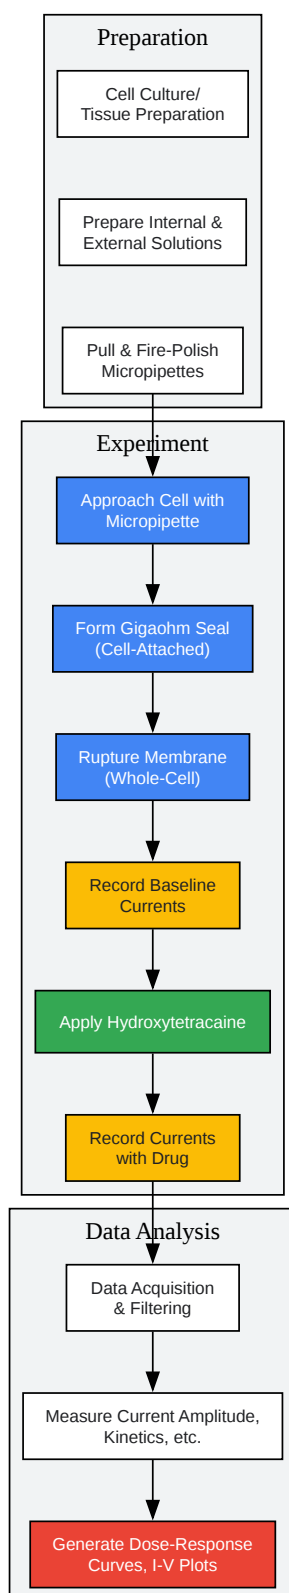 Preparation
Cell Culture/
Tissue Preparation
Prepare Internal &
External Solutions
Pull & Fire-Polish
Micropipettes
Experiment
Approach Cell with
Micropipette
Form Gigaohm Seal
(Cell-Attached)
Rupture Membrane
(Whole-Cell)
Record Baseline
Currents
Apply Hydroxytetracaine
Record Currents
with Drug
Data Analysis
Data Acquisition
& Filtering
Measure Current Amplitude,
Kinetics, etc.
Generate Dose-Response
Curves, I-V Plots